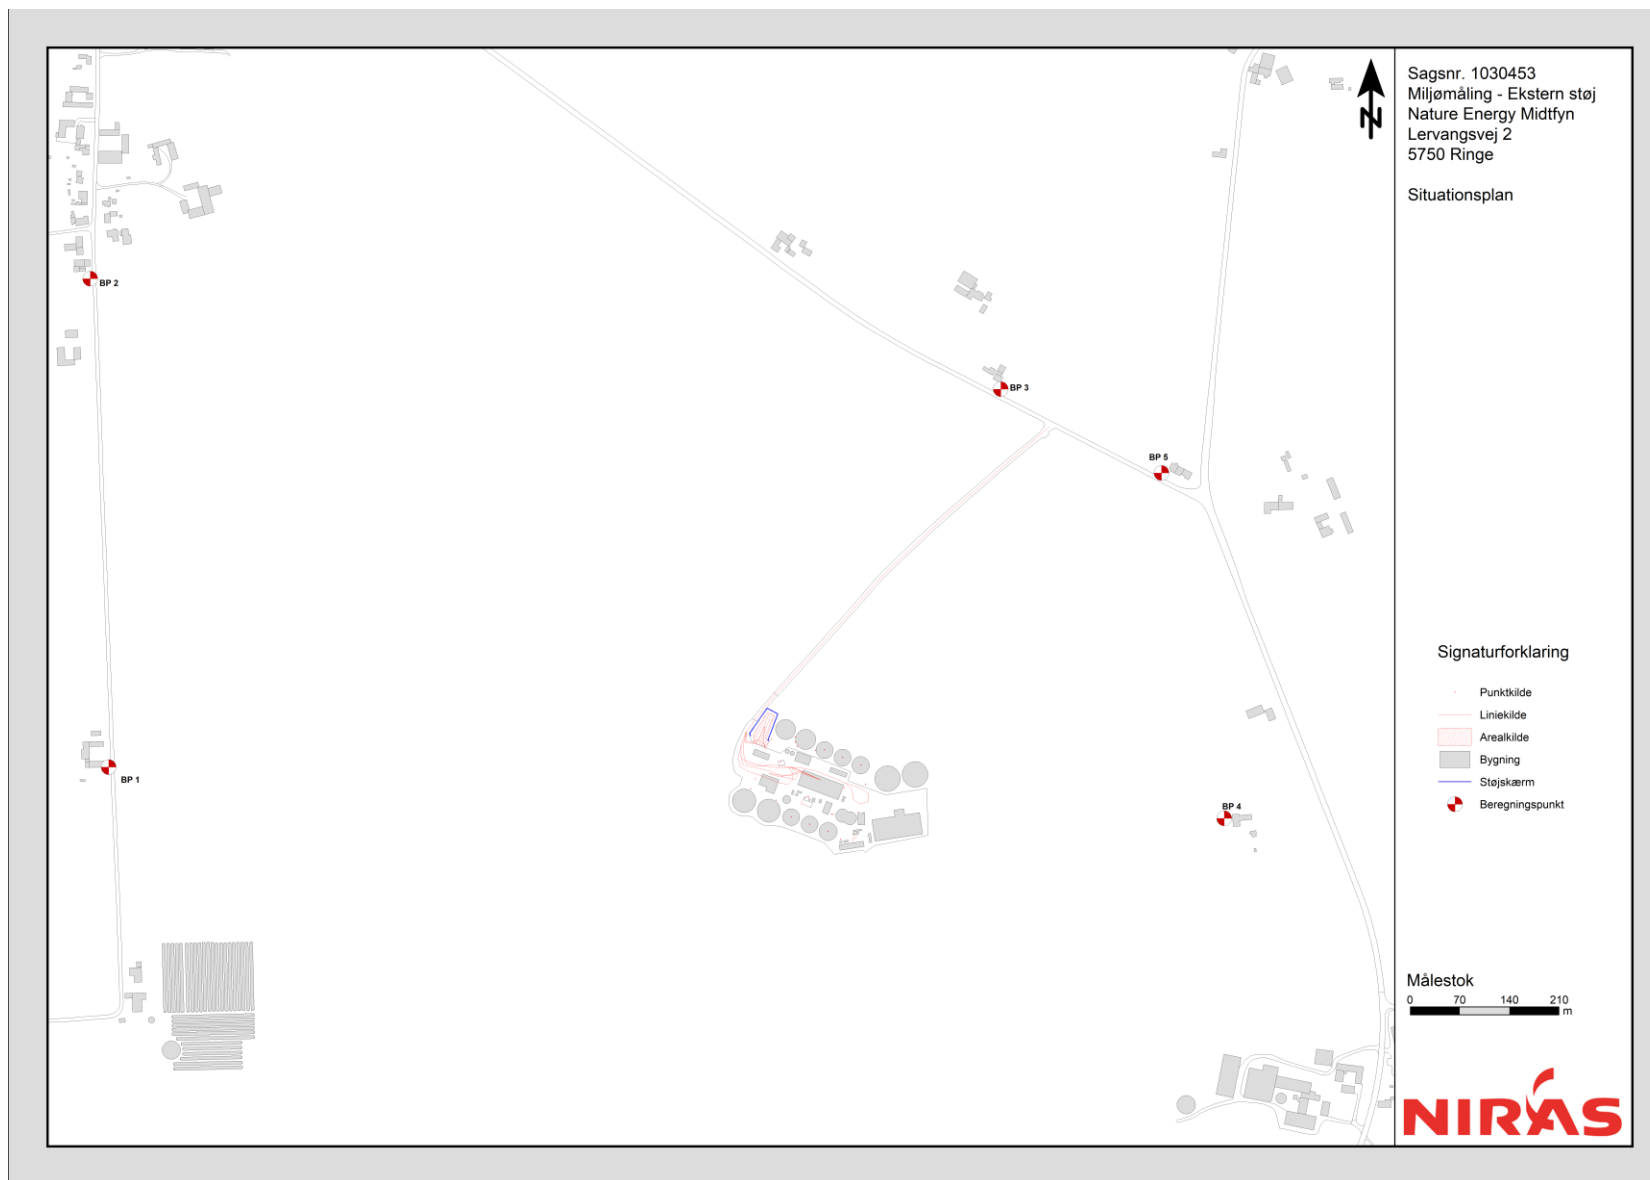 Sagsnr. 1030453
Miljømåling - Ekstern støj
Nature Energy Midtfyn
Lervangsvej 2
5750 Ringe
Situationsplan
N
BP 2
BP 3
BP 5
BP 1
BP 4
Signaturforklaring
Punktkilde
Liniekilde
Arealkilde
Bygning
Støjskærm
Beregningspunkt
Målestok
0 70 140 210
m
NIRAS